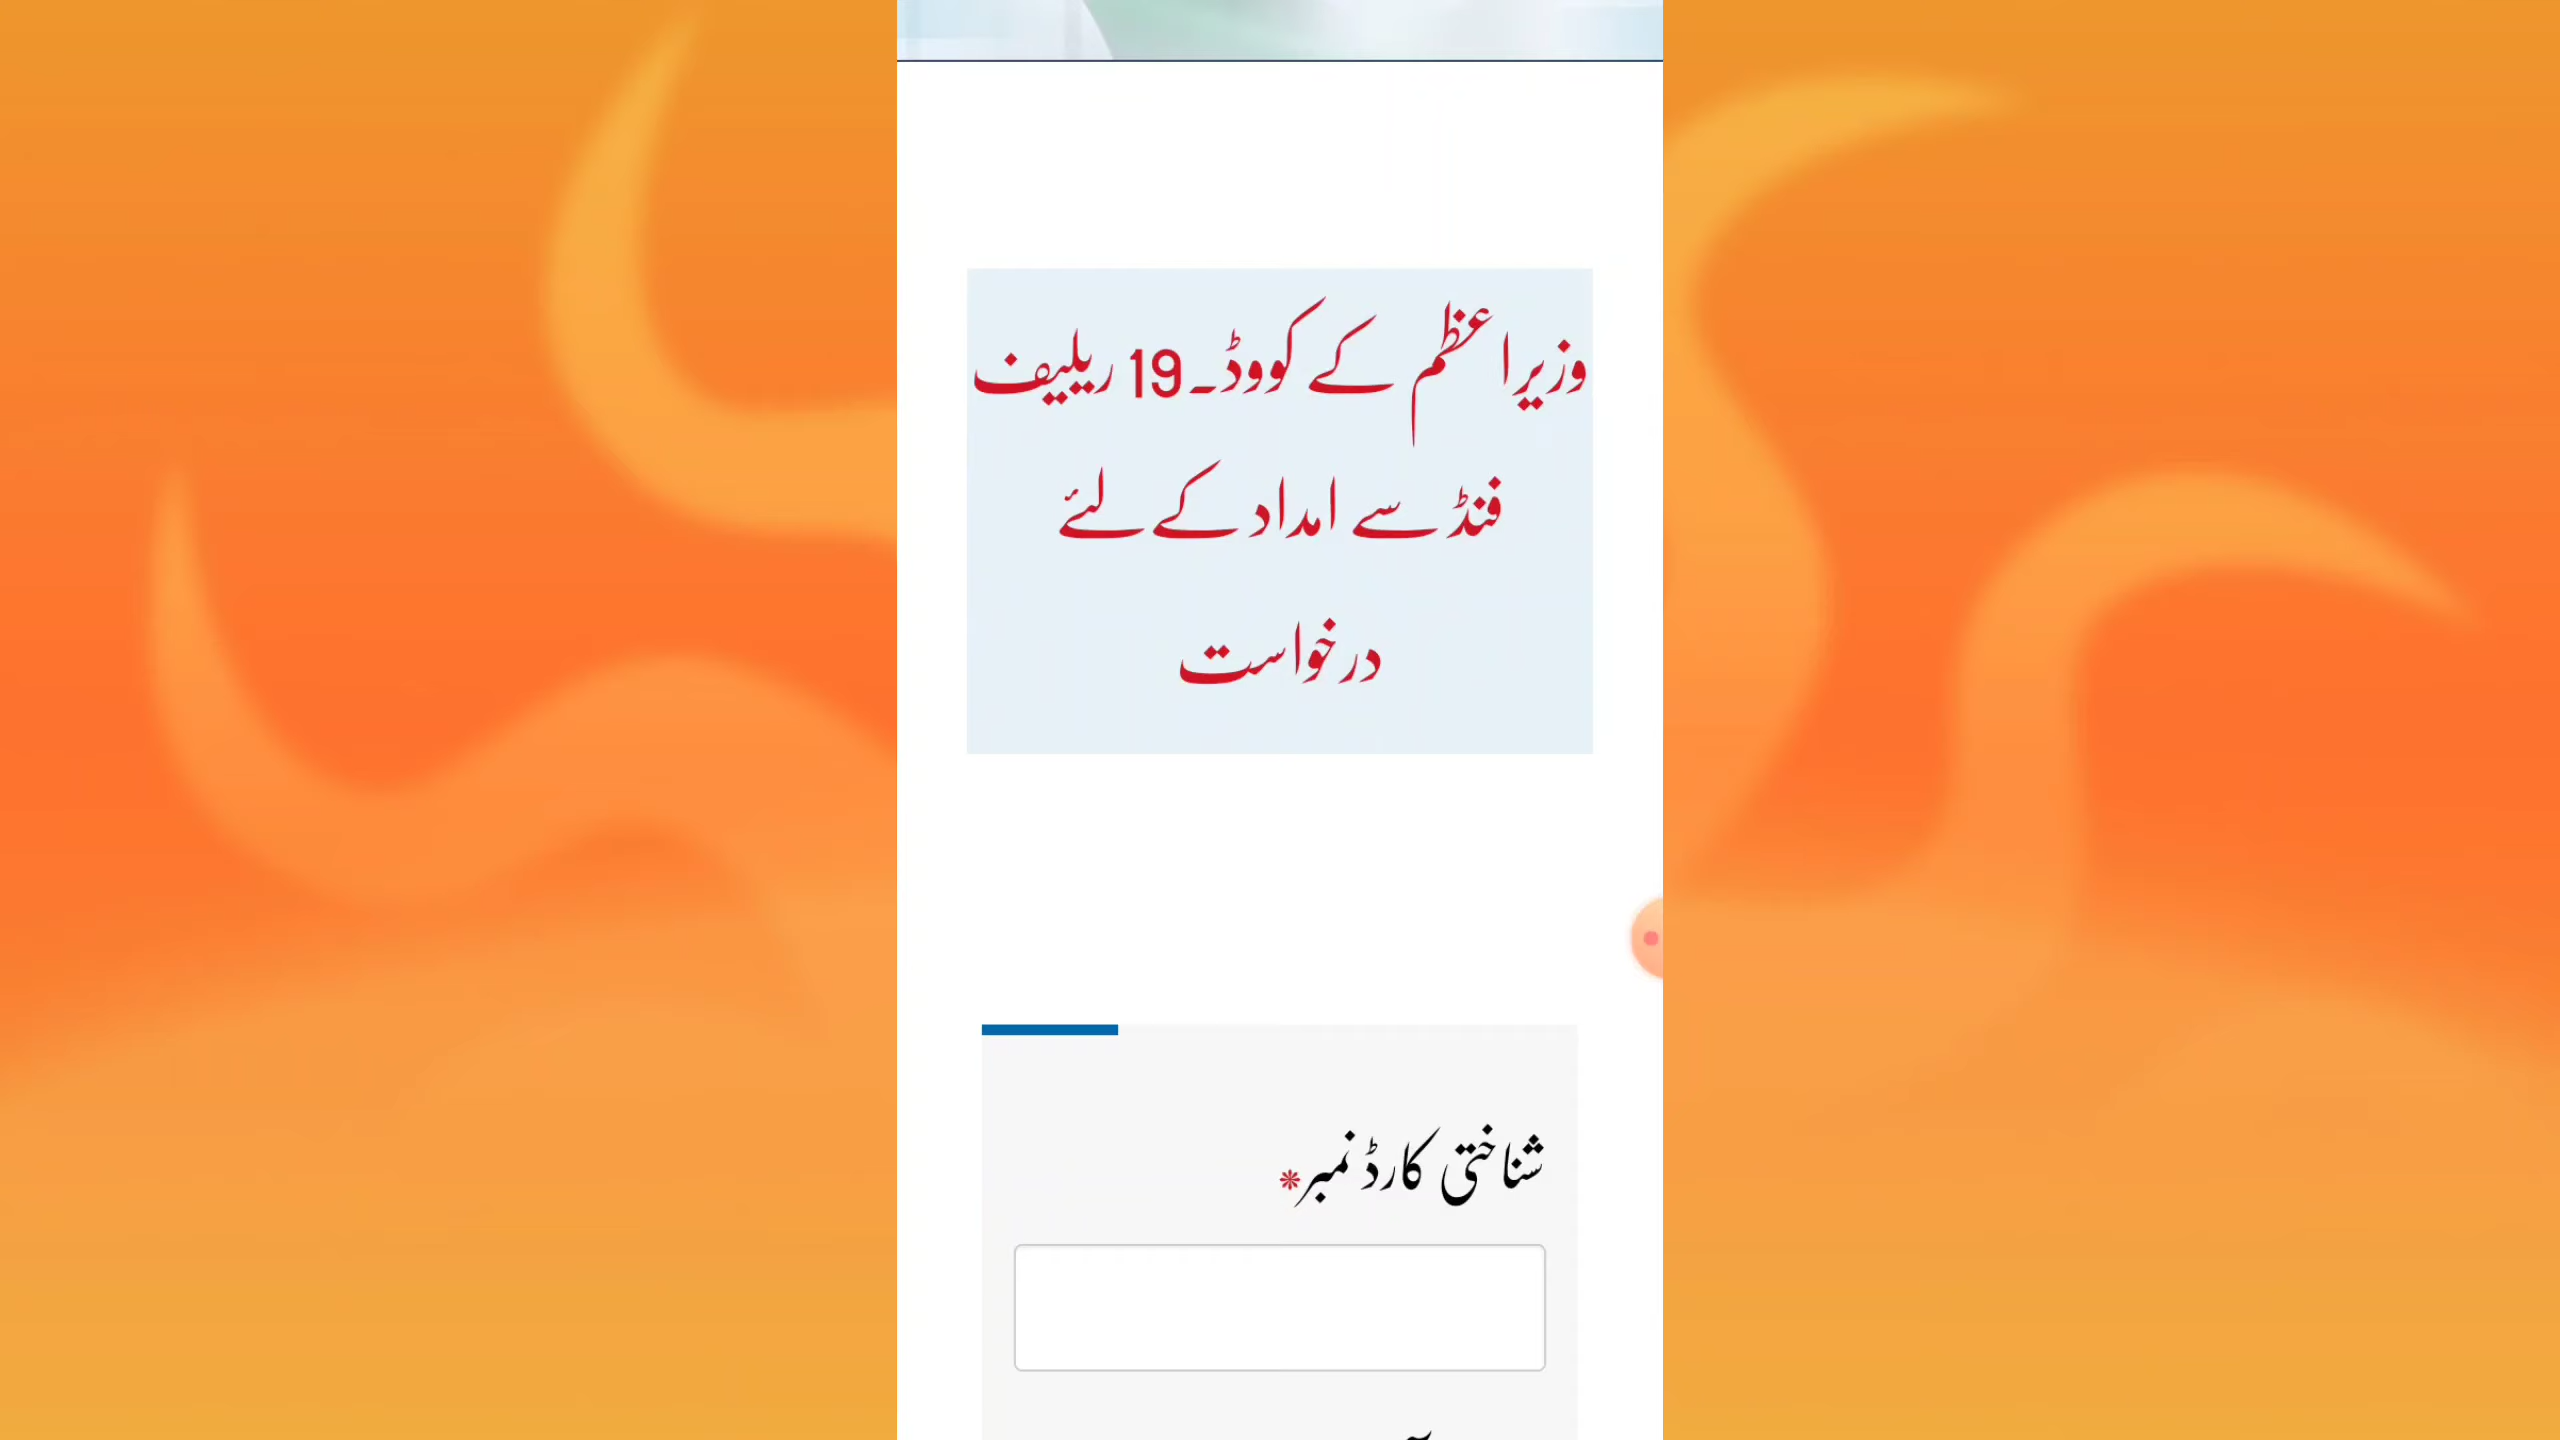 وزیراعظم کے کووڈ۔19 ریلیف
فنڈ سے امداد کے لئے
درخواست
شناختی کارڈ نمبر*